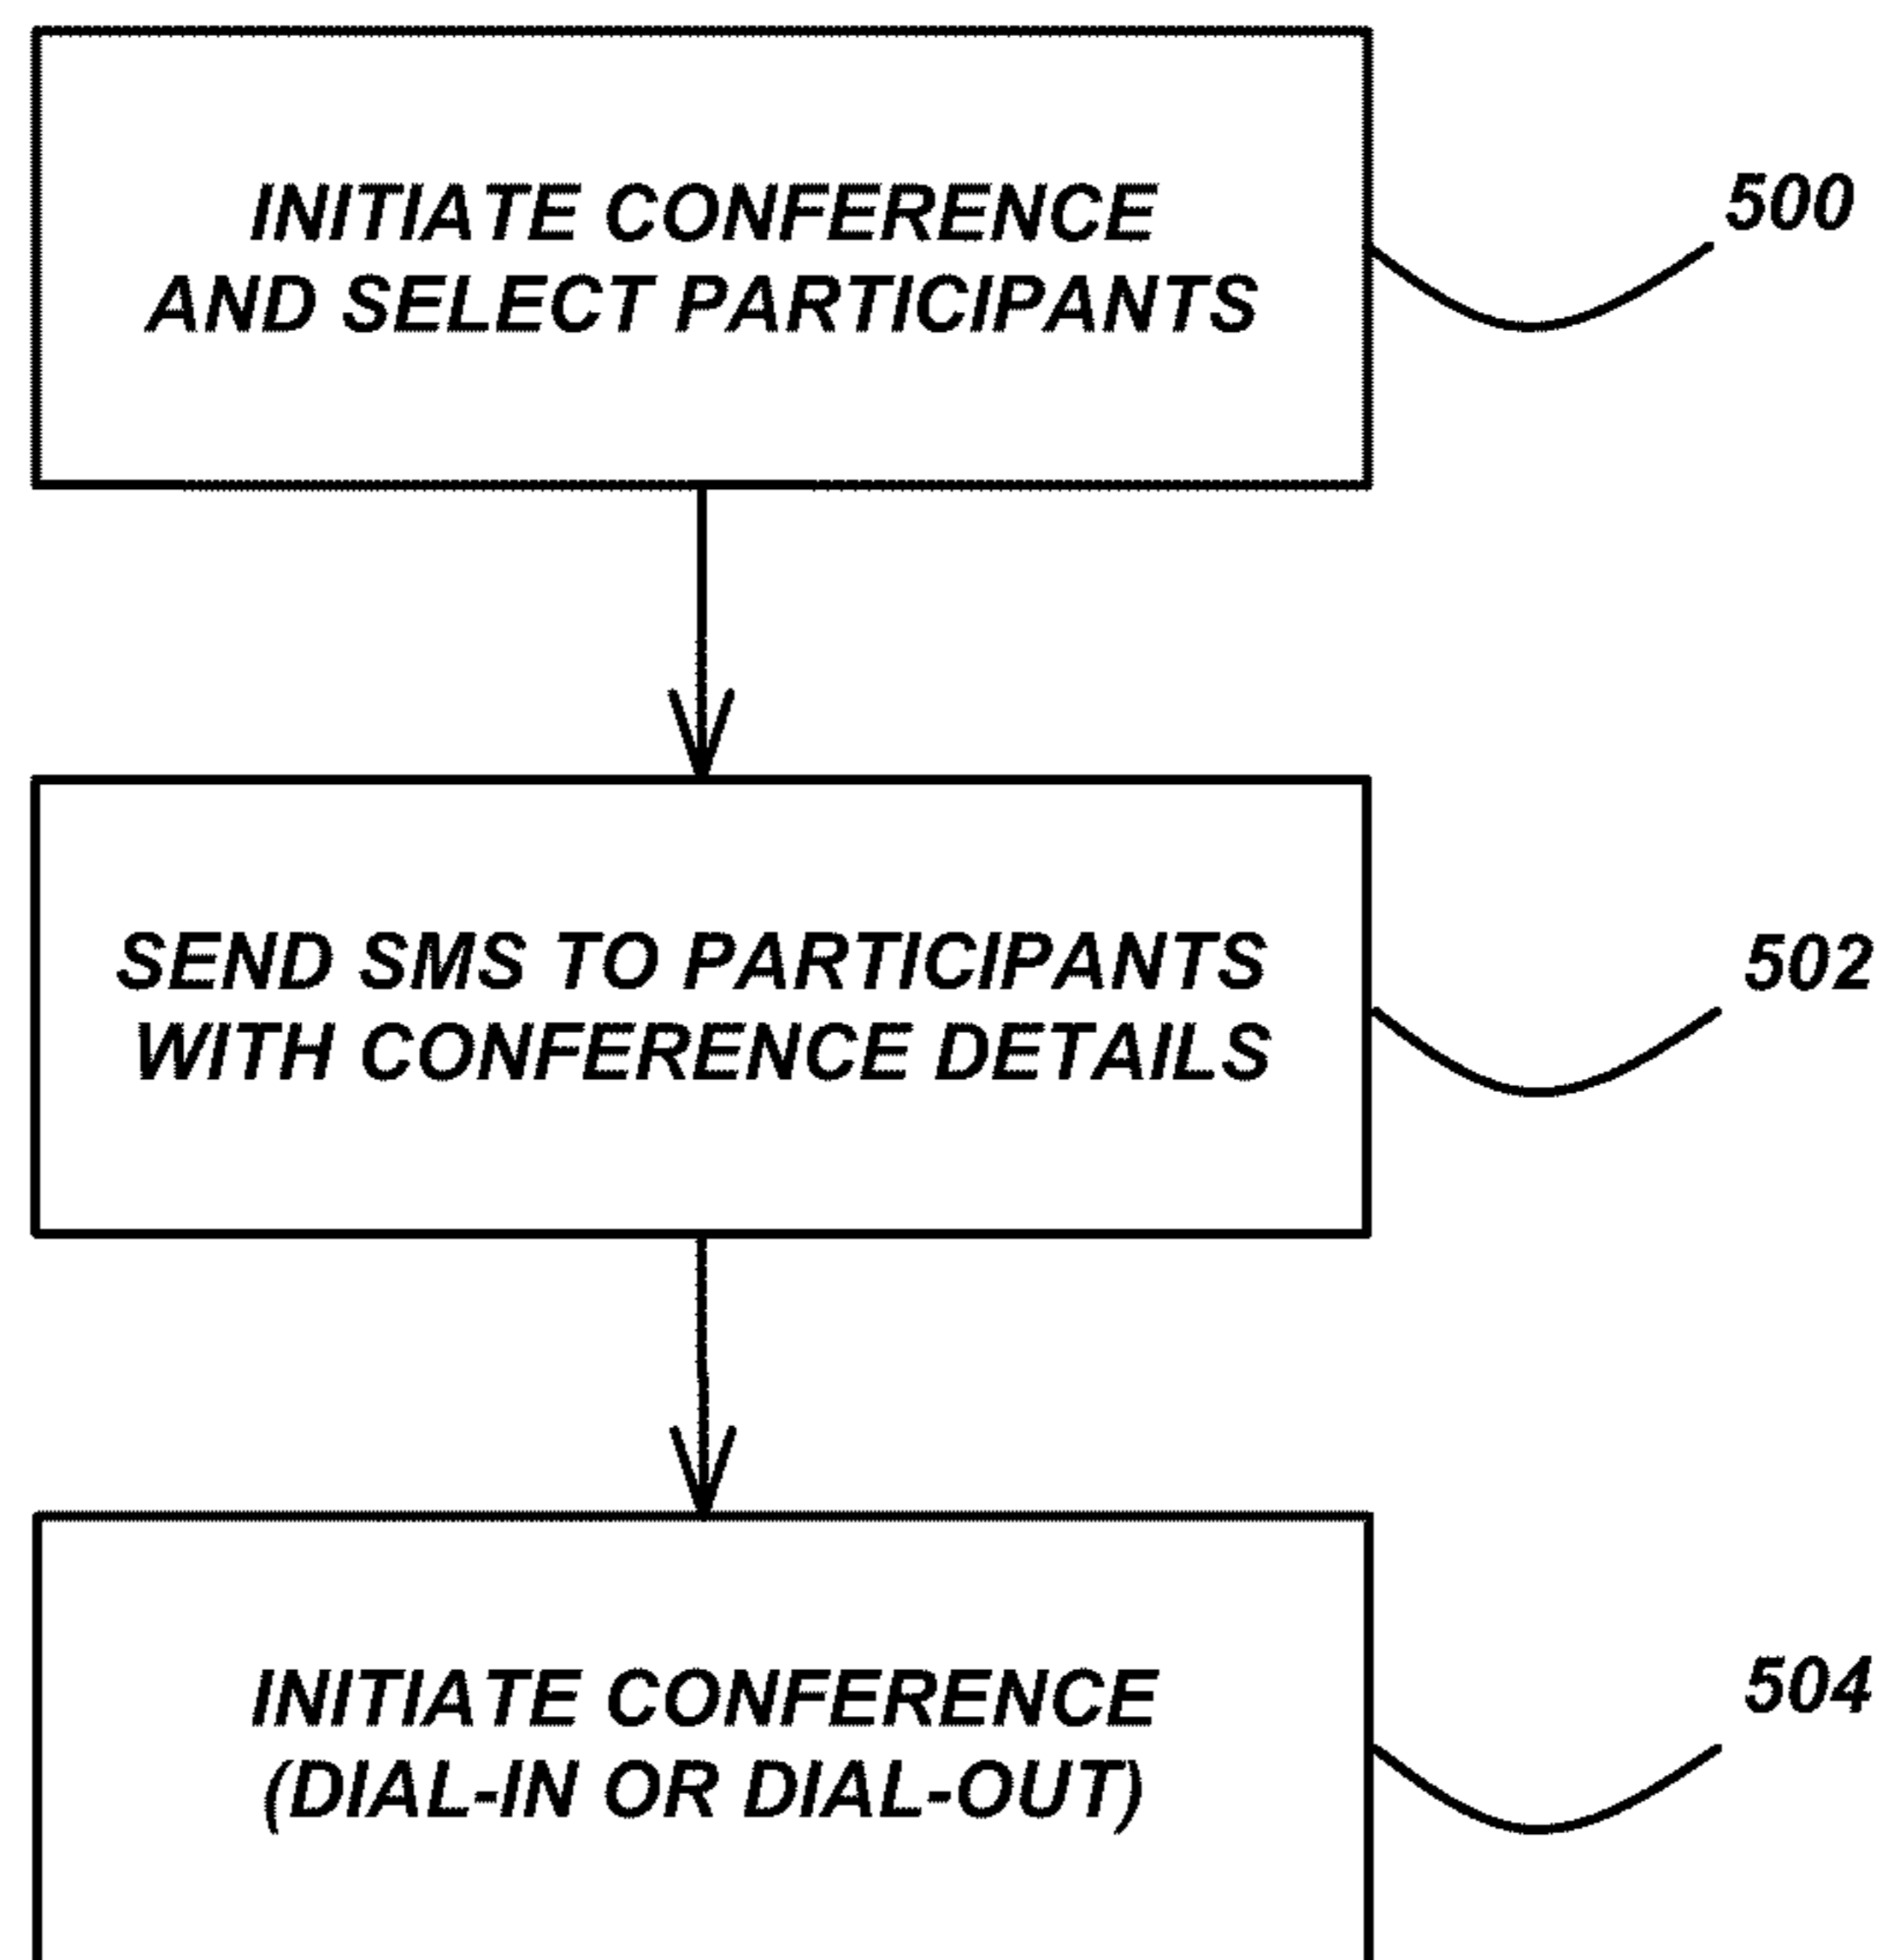 INITIATE CONFERENCE
AND SELECT PARTICIPANTS
500
SEND SMS TO PARTICIPANTS
WITH CONFERENCE DETAILS
502
INITIATE CONFERENCE
(DIAL-IN OR DIAL-OUT)
504